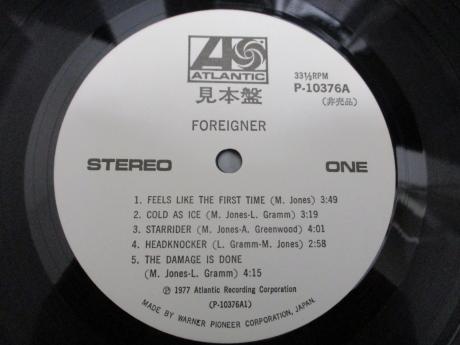 ATLANTIC
33⅓RPM
見本盤
P-10376A
(非売品)
FOREIGNER
STEREO
ONE
1. FEELS LIKE THE FIRST TIME (M. Jones) 3:49
2. COLD AS ICE (M. Jones-L. Gramm) 3:19
3. STARRIDER (M. Jones-A. Greenwood) 4:01
4. HEADKNOCKER (L. Gramm-M. Jones) 2:58
5. THE DAMAGE IS DONE
(M. Jones-L. Gramm) 4:15
Ⓟ 1977 Atlantic Recording Corporation
(P-10376A1)
MADE BY WARNER PIONEER CORPORATION, JAPAN.